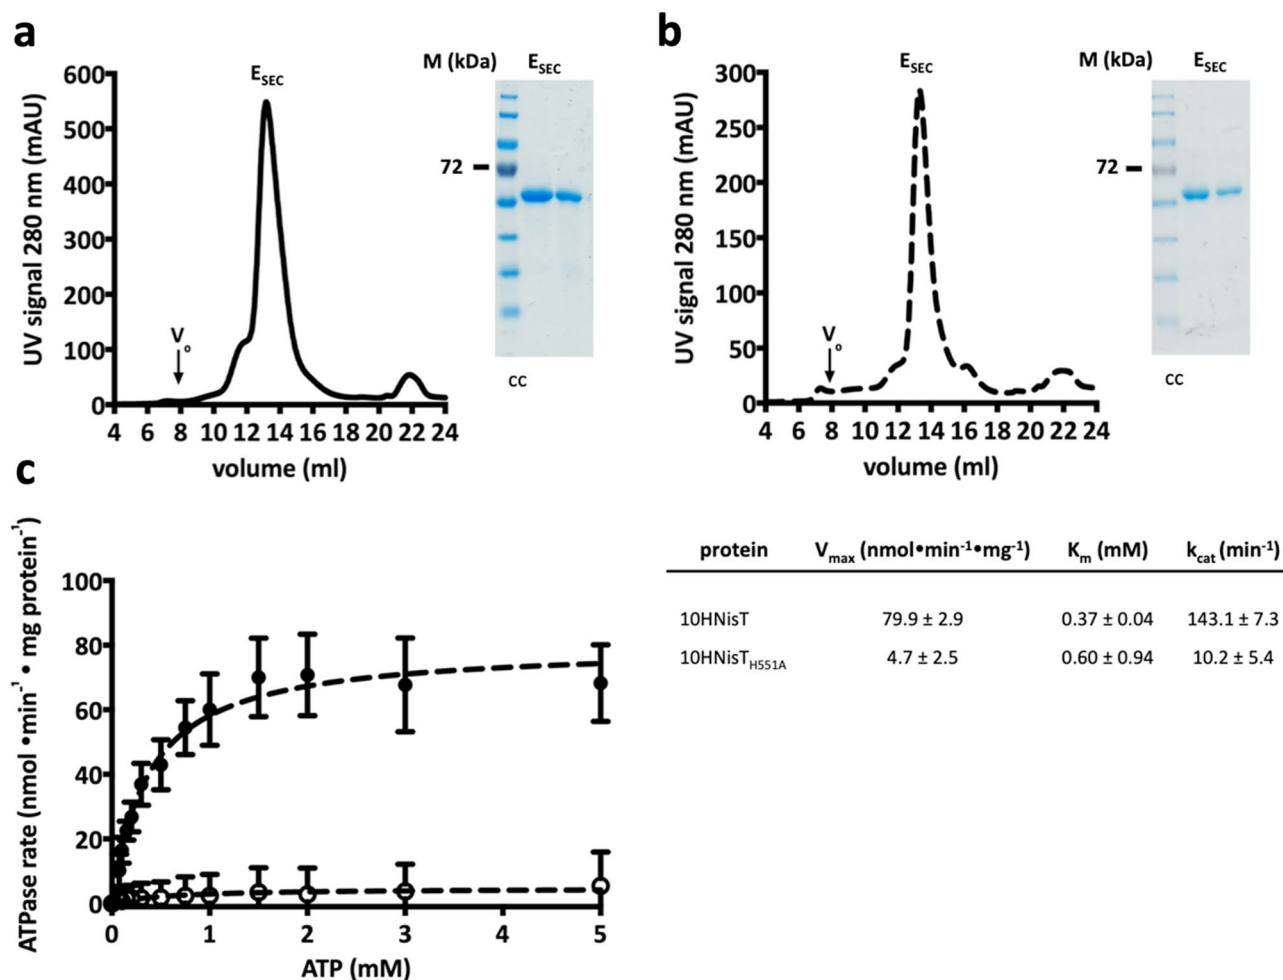 a
M (kDa) E_SEC
E_SEC
600
500
400
300
200
100
0
UV signal 280 nm (mAU)
V_o
72
cc
4 6 8 10 12 14 16 18 20 22 24
volume (ml)
b
M (kDa) E_SEC
E_SEC
300
250
200
150
100
50
0
UV signal 280 nm (mAU)
V_o
72
cc
4 6 8 10 12 14 16 18 20 22 24
volume (ml)
c
ATPase rate (nmol •min⁻¹ • mg protein⁻¹)
100
80
60
40
20
0
0 1 2 3 4 5
ATP (mM)
protein V_max (nmol•min⁻¹•mg⁻¹) K_m (mM) k_cat (min⁻¹)
10HNisT 79.9 ± 2.9 0.37 ± 0.04 143.1 ± 7.3
10HNisT_H551A 4.7 ± 2.5 0.60 ± 0.94 10.2 ± 5.4